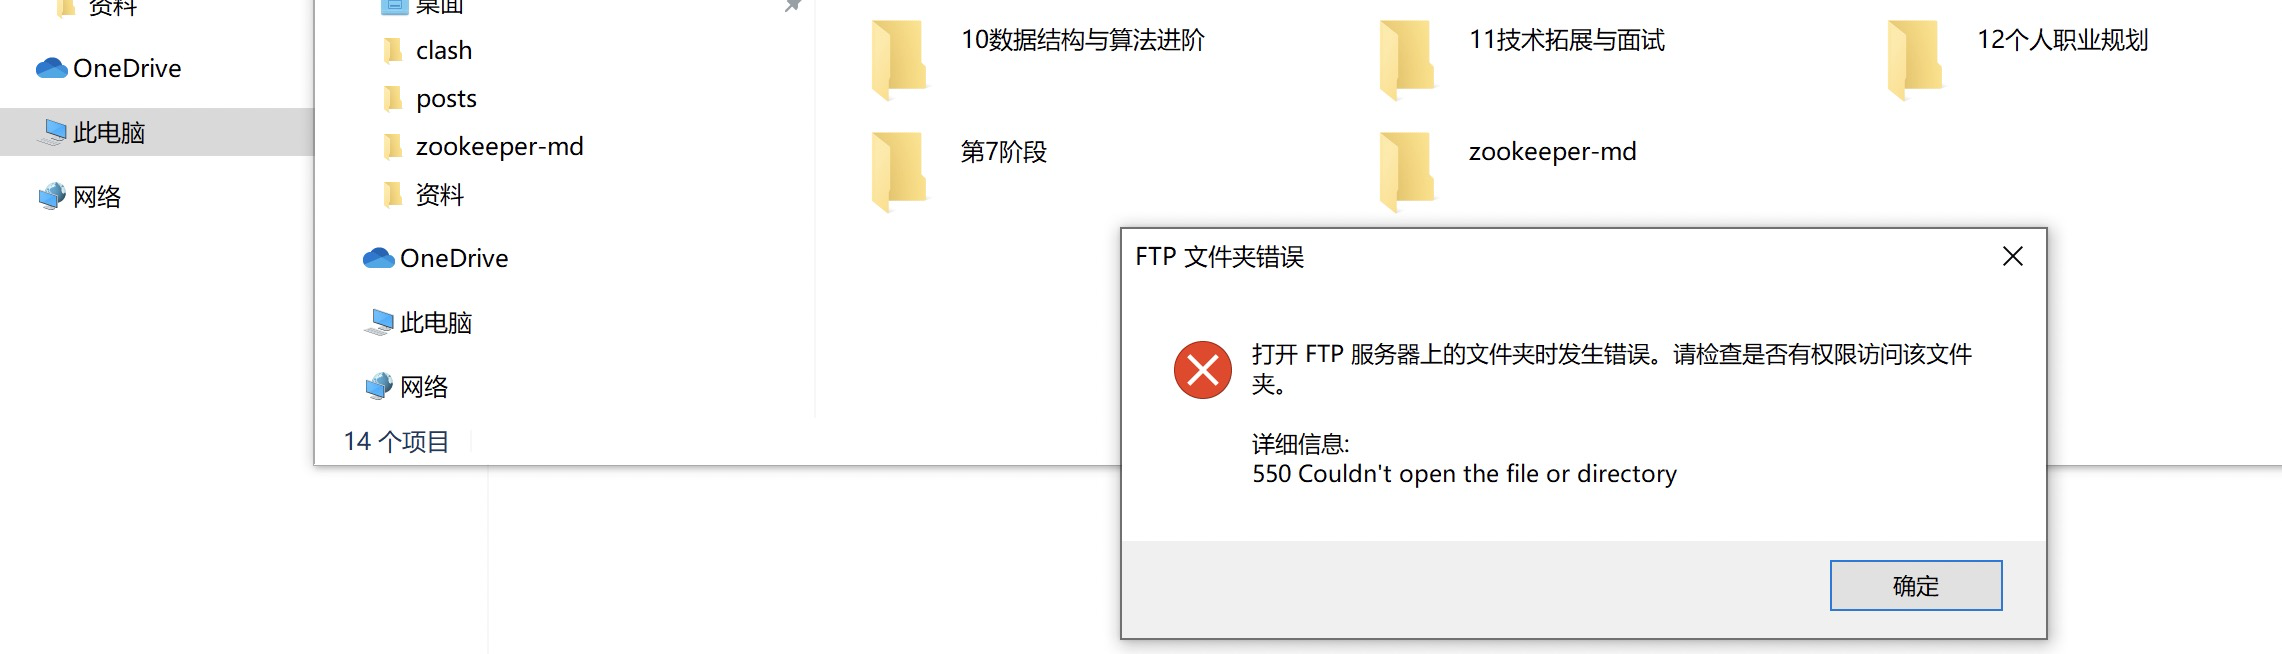 资料
OneDrive
此电脑
网络
桌面
clash
posts
zookeeper-md
资料
OneDrive
此电脑
网络
14 个项目
10数据结构与算法进阶
11技术拓展与面试
12个人职业规划
第7阶段
zookeeper-md
FTP 文件夹错误
打开 FTP 服务器上的文件夹时发生错误。请检查是否有权限访问该文件
夹。
详细信息:
550 Couldn't open the file or directory
确定